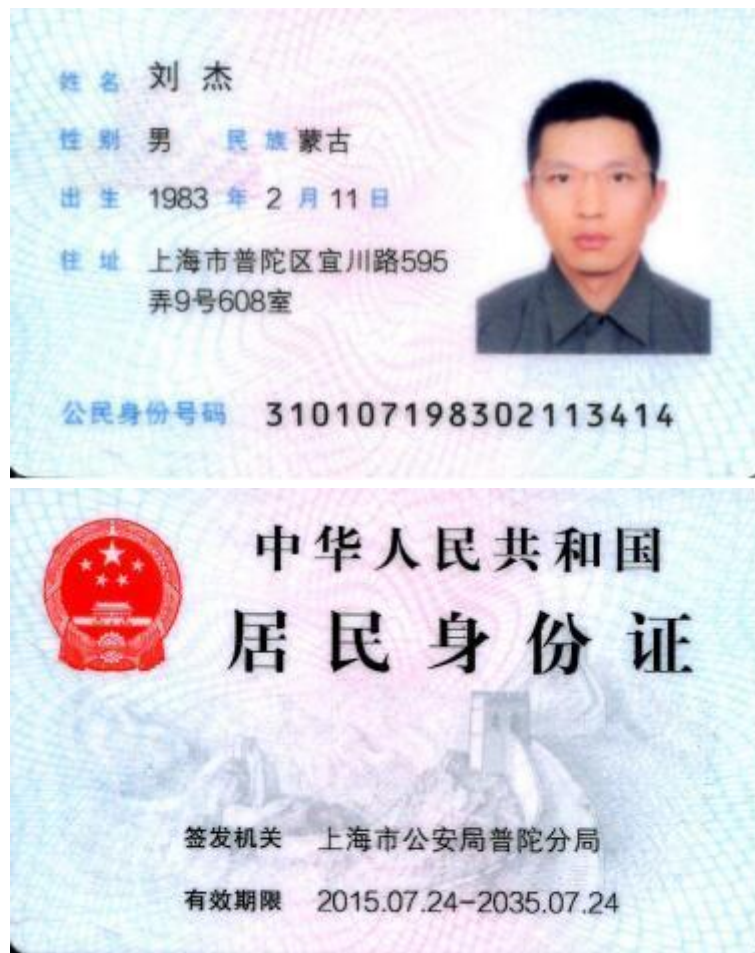 姓名 刘杰
性别 男 民族 蒙古
出生 1983 年 2 月 11 日
住址 上海市普陀区宜川路595
弄9号608室
公民身份号码 310107198302113414
中华人民共和国
居民身份证
签发机关 上海市公安局普陀分局
有效期限 2015.07.24-2035.07.24